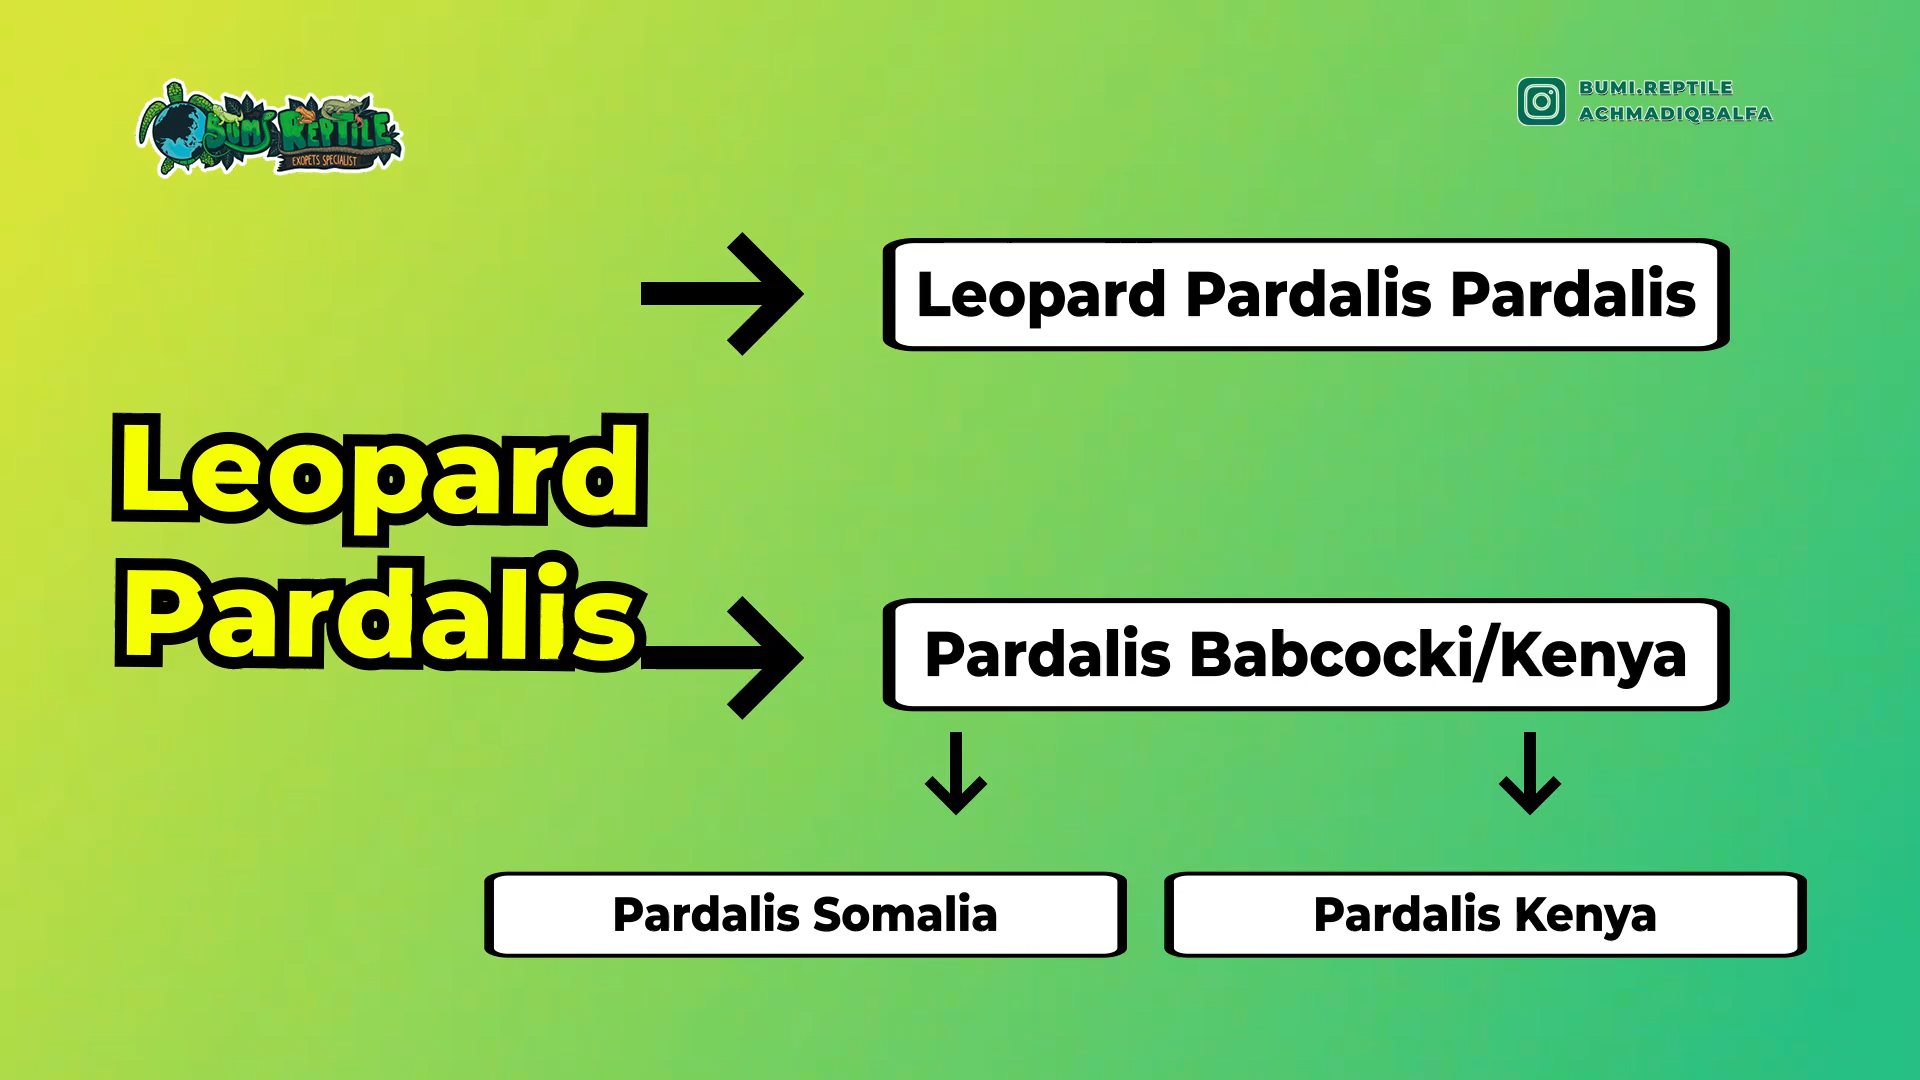 BUMI REPTILE
EXOPETS SPECIALIST
BUMI.REPTILE
ACHMADIQBALFA
Leopard Pardalis Pardalis
Leopard
Pardalis
Pardalis Babcocki/Kenya
Pardalis Somalia
Pardalis Kenya